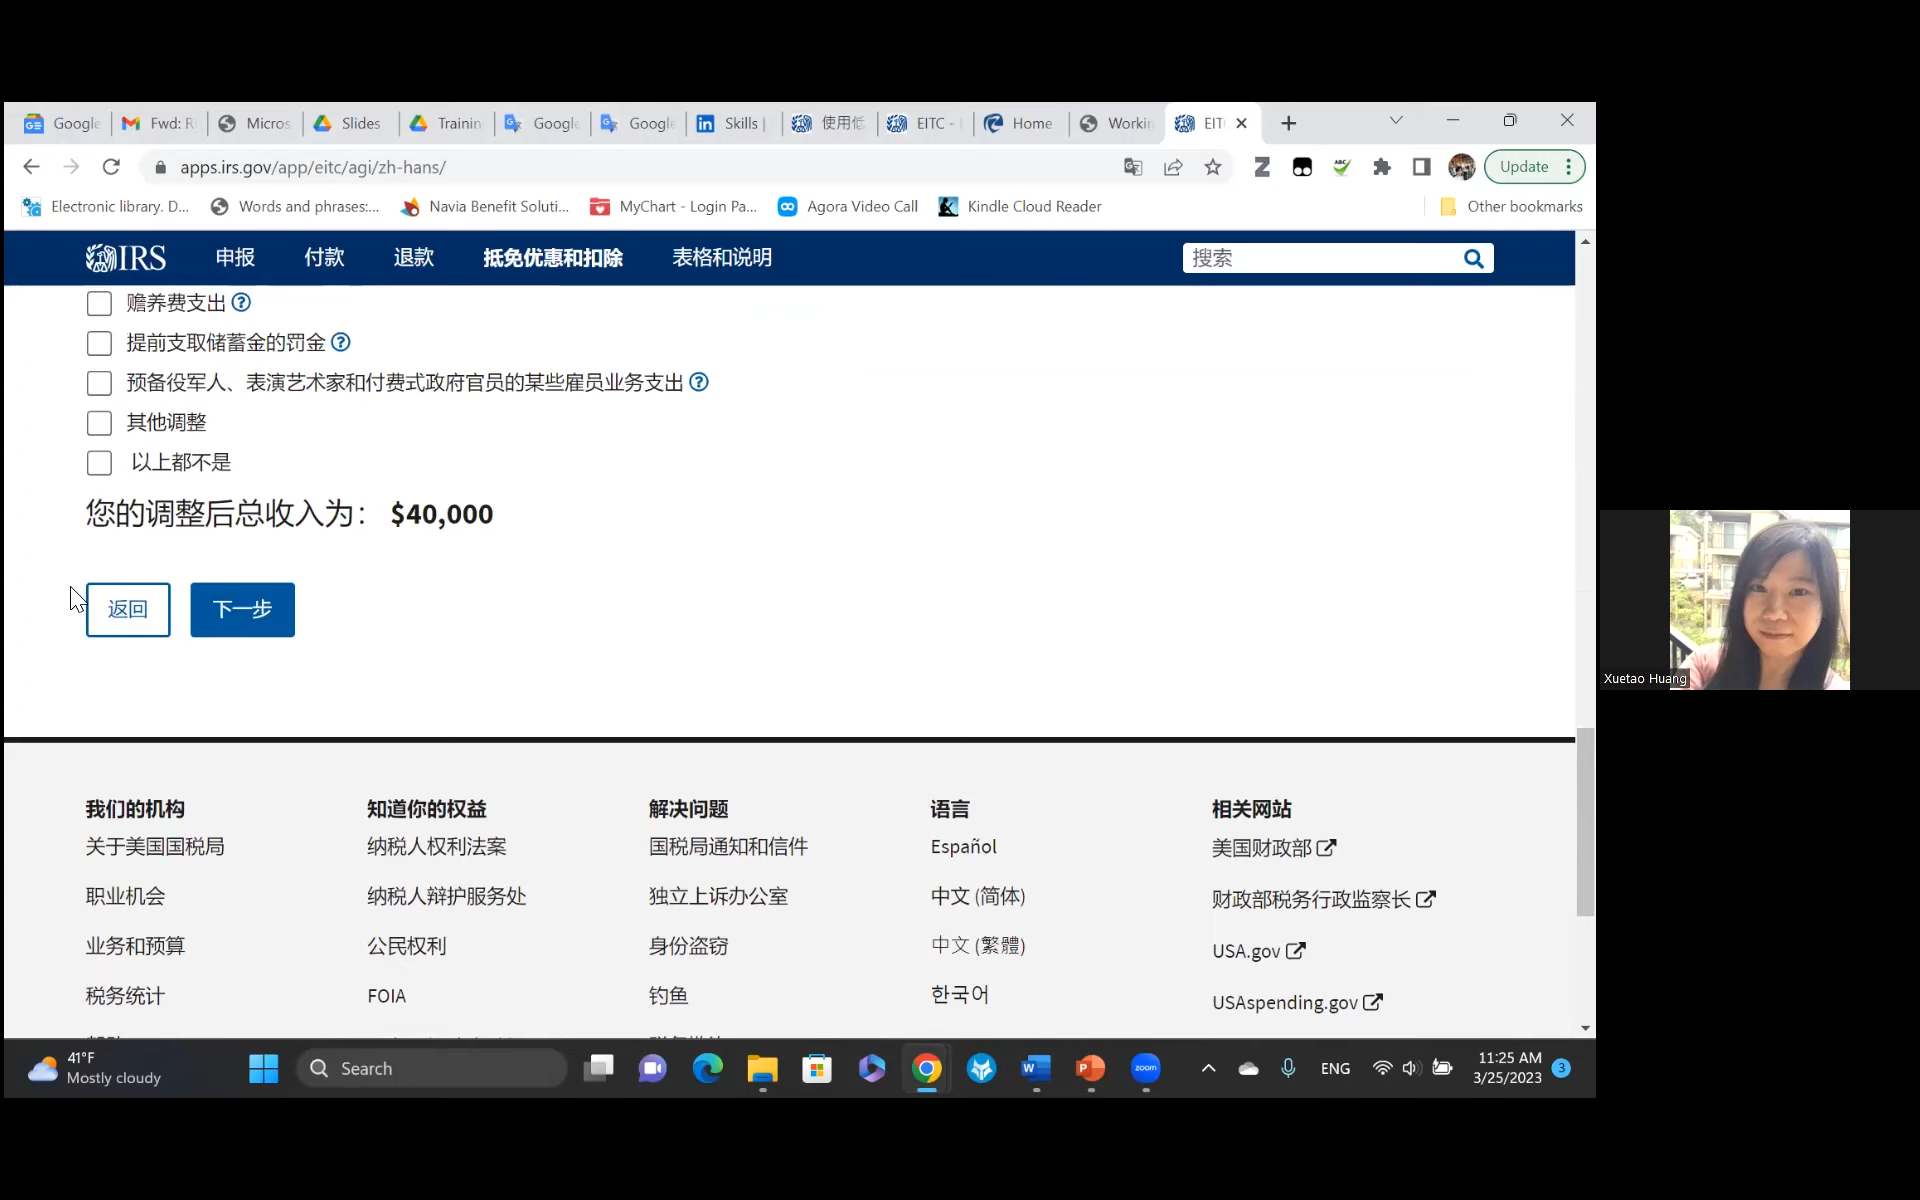 Google
Fwd: R
Micros
Slides
Trainin
Google
Google
Skills |
使用低
EITC -
Home
Workin
EIT
apps.irs.gov/app/eitc/agi/zh-hans/
Update
Electronic library. D...
Words and phrases:...
Navia Benefit Soluti...
MyChart - Login Pa...
Agora Video Call
Kindle Cloud Reader
Other bookmarks
IRS
申报
付款
退款
抵免优惠和扣除
表格和说明
搜索
赡养费支出
提前支取储蓄金的罚金
预备役军人、表演艺术家和付费式政府官员的某些雇员业务支出
其他调整
以上都不是
您的调整后总收入为： $40,000
返回
下一步
Xuetao Huang
我们的机构
关于美国国税局
职业机会
业务和预算
税务统计
知道你的权益
纳税人权利法案
纳税人辩护服务处
公民权利
FOIA
解决问题
国税局通知和信件
独立上诉办公室
身份盗窃
钓鱼
语言
Español
中文 (简体)
中文 (繁體)
한국어
相关网站
美国财政部
财政部税务行政监察长
USA.gov
USAspending.gov
41°F
Mostly cloudy
Search
zoom
ENG
11:25 AM
3/25/2023
3